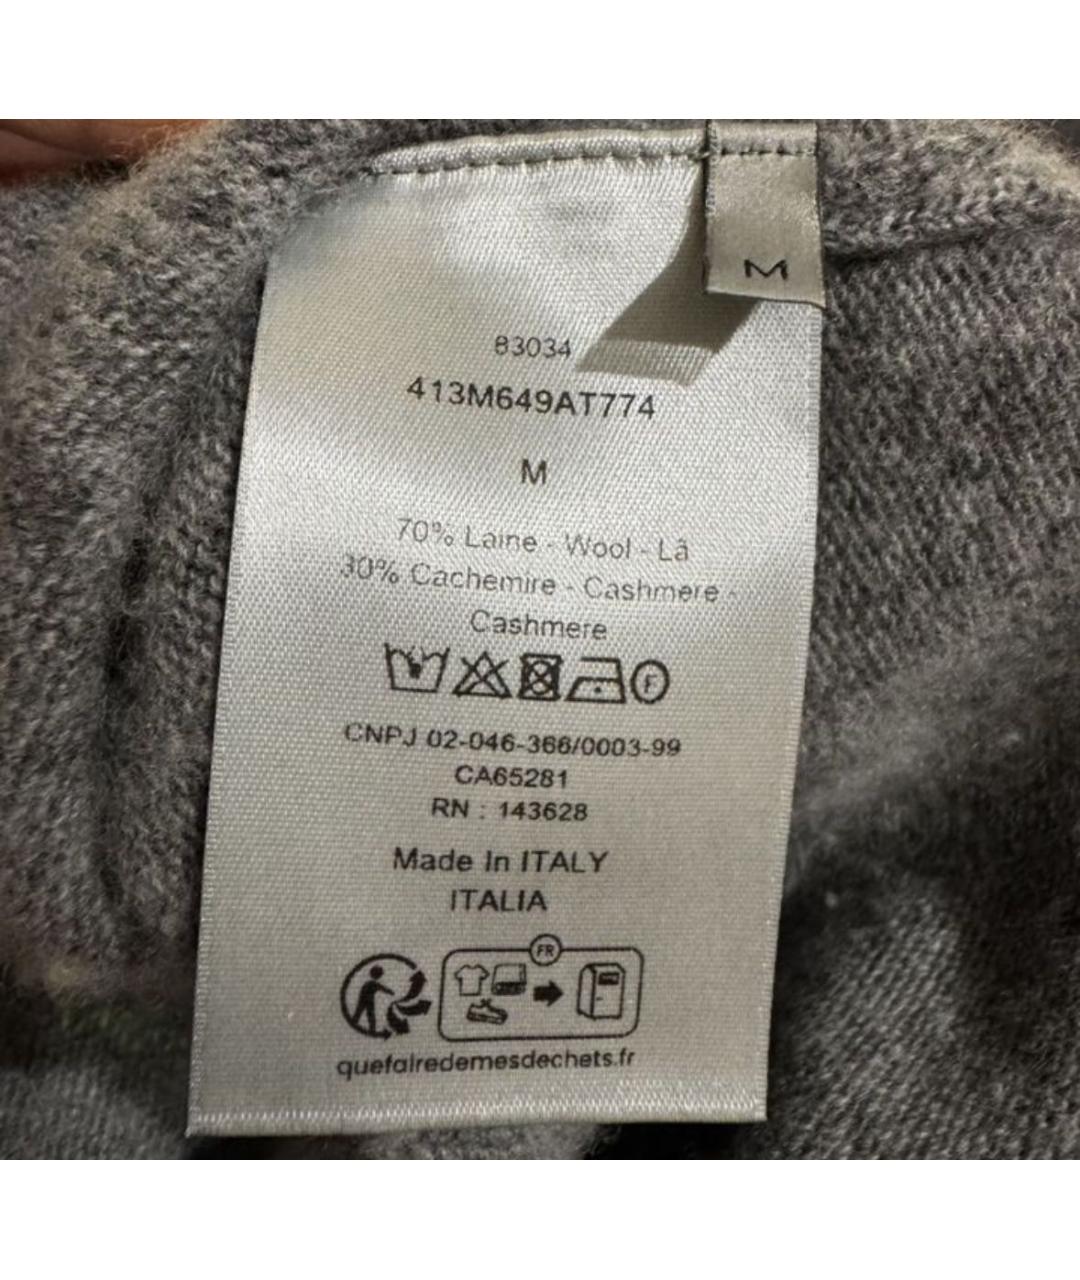 M
83034
413M649AT774
M
70% Laine - Wool - Lã
30% Cachemire - Cashmere -
Cashmere
F
CNPJ 02-046-366/0003-99
CA65281
RN : 143628
Made In ITALY
ITALIA
FR
quefairedemesdechets.fr